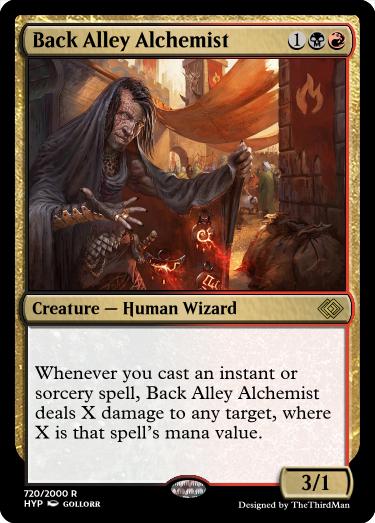 Back Alley Alchemist 1
Creature — Human Wizard
Whenever you cast an instant or
sorcery spell, Back Alley Alchemist
deals X damage to any target, where
X is that spell's mana value.
3/1
720/2000 R
HYP GOLLORR
Designed by TheThirdMan